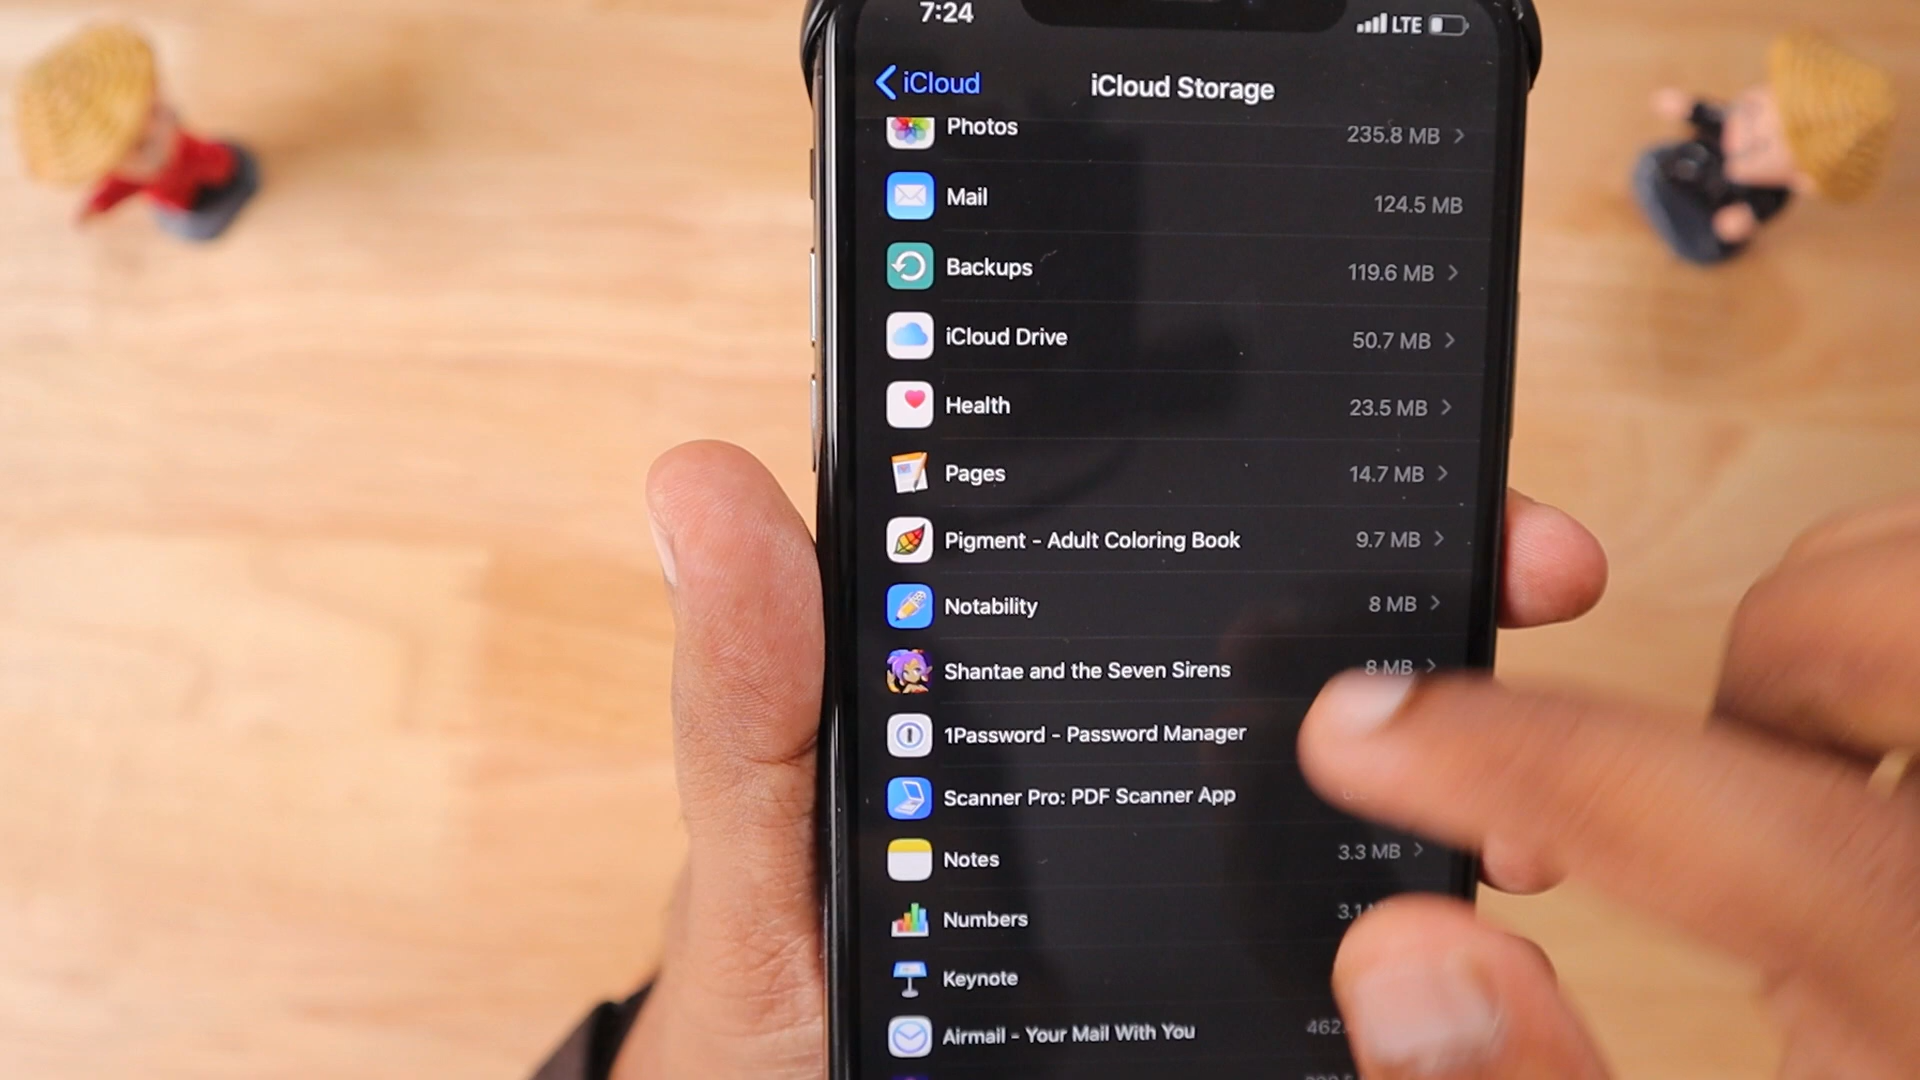 7:24 LTE
iCloud iCloud Storage
Photos 235.8 MB
Mail 124.5 MB
Backups 119.6 MB
iCloud Drive 50.7 MB
Health 23.5 MB
Pages 14.7 MB
Pigment - Adult Coloring Book 9.7 MB
Notability 8 MB
Shantae and the Seven Sirens 8 MB
1Password - Password Manager
Scanner Pro: PDF Scanner App
Notes 3.3 MB
Numbers
Keynote
Airmail - Your Mail With You